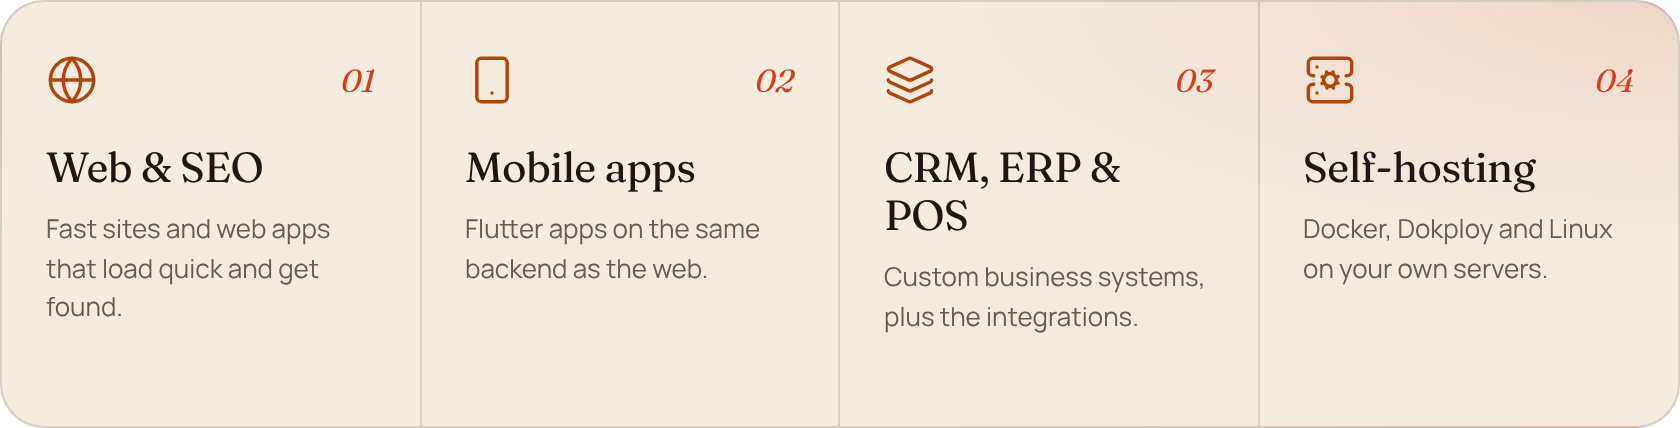 01
Web & SEO
Fast sites and web apps
that load quick and get
found.
02
Mobile apps
Flutter apps on the same
backend as the web.
03
CRM, ERP &
POS
Custom business systems,
plus the integrations.
04
Self-hosting
Docker, Dokploy and Linux
on your own servers.